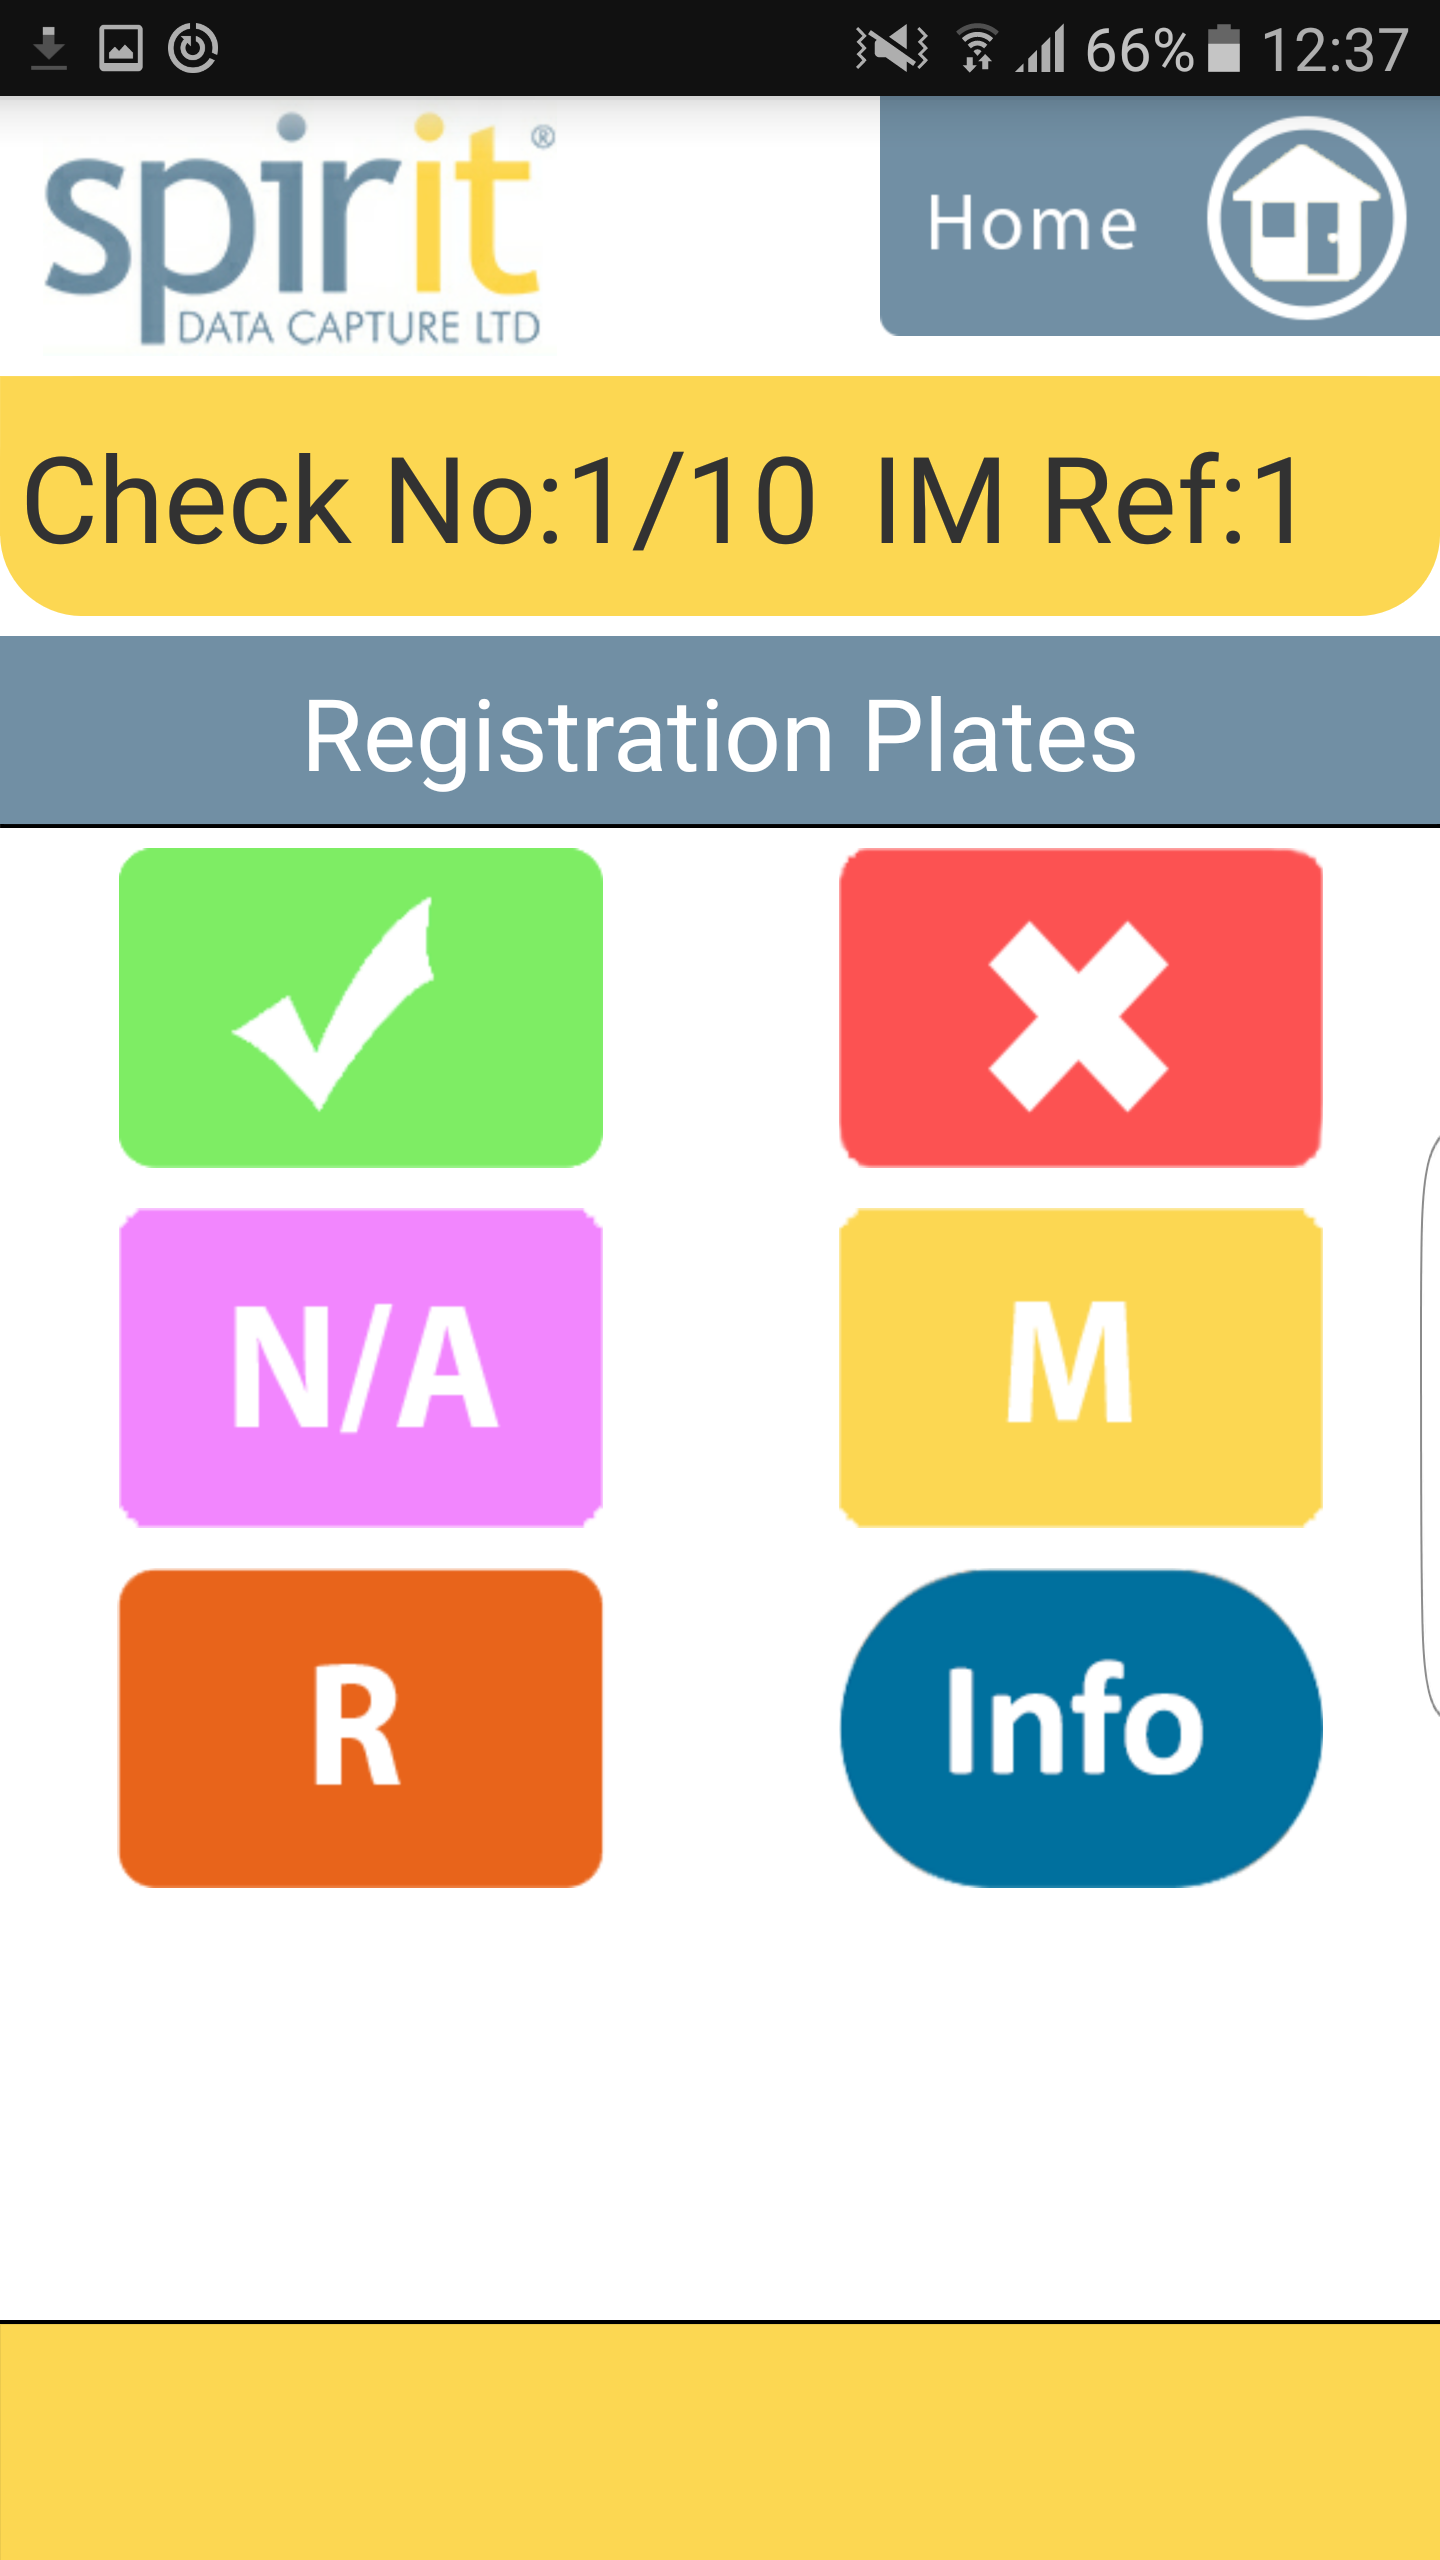 66% 12:37
spirit®
DATA CAPTURE LTD
Home
Check No:1/10  IM Ref:1
Registration Plates
N/A
M
R
Info